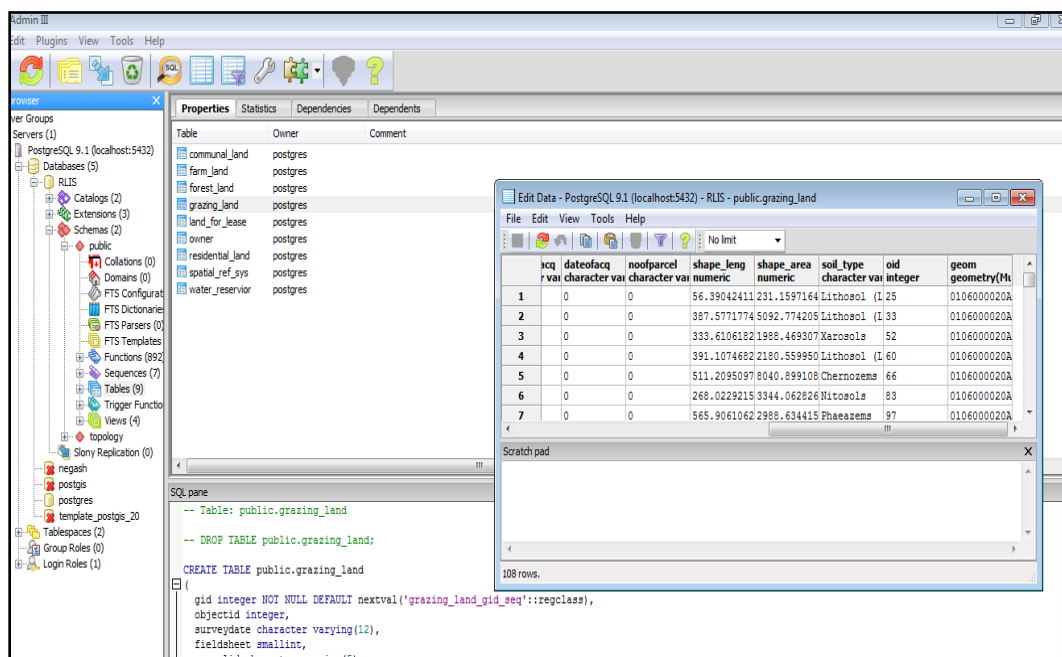 Admin III
Edit Plugins View Tools Help
SQL
Browser X
Server Groups
Servers (1)
PostgreSQL 9.1 (localhost:5432)
Databases (5)
RLIS
Catalogs (2)
Extensions (3)
Schemas (2)
public
Collations (0)
Domains (0)
FTS Configurat
FTS Dictionarie
FTS Parsers (0)
FTS Templates
Functions (892
Sequences (7)
Tables (9)
Trigger Functio
Views (4)
topology
Slony Replication (0)
negash
postgis
postgres
template_postgis_20
Tablespaces (2)
Group Roles (0)
Login Roles (1)
Properties Statistics Dependencies Dependents
Table Owner Comment
communal_land postgres
farm_land postgres
forest_land postgres
grazing_land postgres
land_for_lease postgres
owner postgres
residential_land postgres
spatial_ref_sys postgres
water_reservior postgres
SQL pane
-- Table: public.grazing_land
-- DROP TABLE public.grazing_land;
CREATE TABLE public.grazing_land
(
gid integer NOT NULL DEFAULT nextval('grazing_land_gid_seq'::regclass),
objectid integer,
surveydate character varying(12),
fieldsheet smallint,
Edit Data - PostgreSQL 9.1 (localhost:5432) - RLIS - public.grazing_land
File Edit View Tools Help
No limit
acq dateofacq noofparcel shape_leng shape_area soil_type oid geom
r var character var character var numeric numeric character var integer geometry(Mu
1 0 0 56.39042411 231.1597164 Lithosol (L 25 0106000020A
2 0 0 387.5771774 5092.774205 Lithosol (L 33 0106000020A
3 0 0 333.6106182 1988.469307 Xarosols 52 0106000020A
4 0 0 391.1074682 2180.559950 Lithosol (L 60 0106000020A
5 0 0 511.2095097 8040.899108 Chernozems 66 0106000020A
6 0 0 268.0229215 3344.062826 Nitosols 83 0106000020A
7 0 0 565.9061062 2988.634415 Phaeazems 97 0106000020A
Scratch pad X
108 rows.